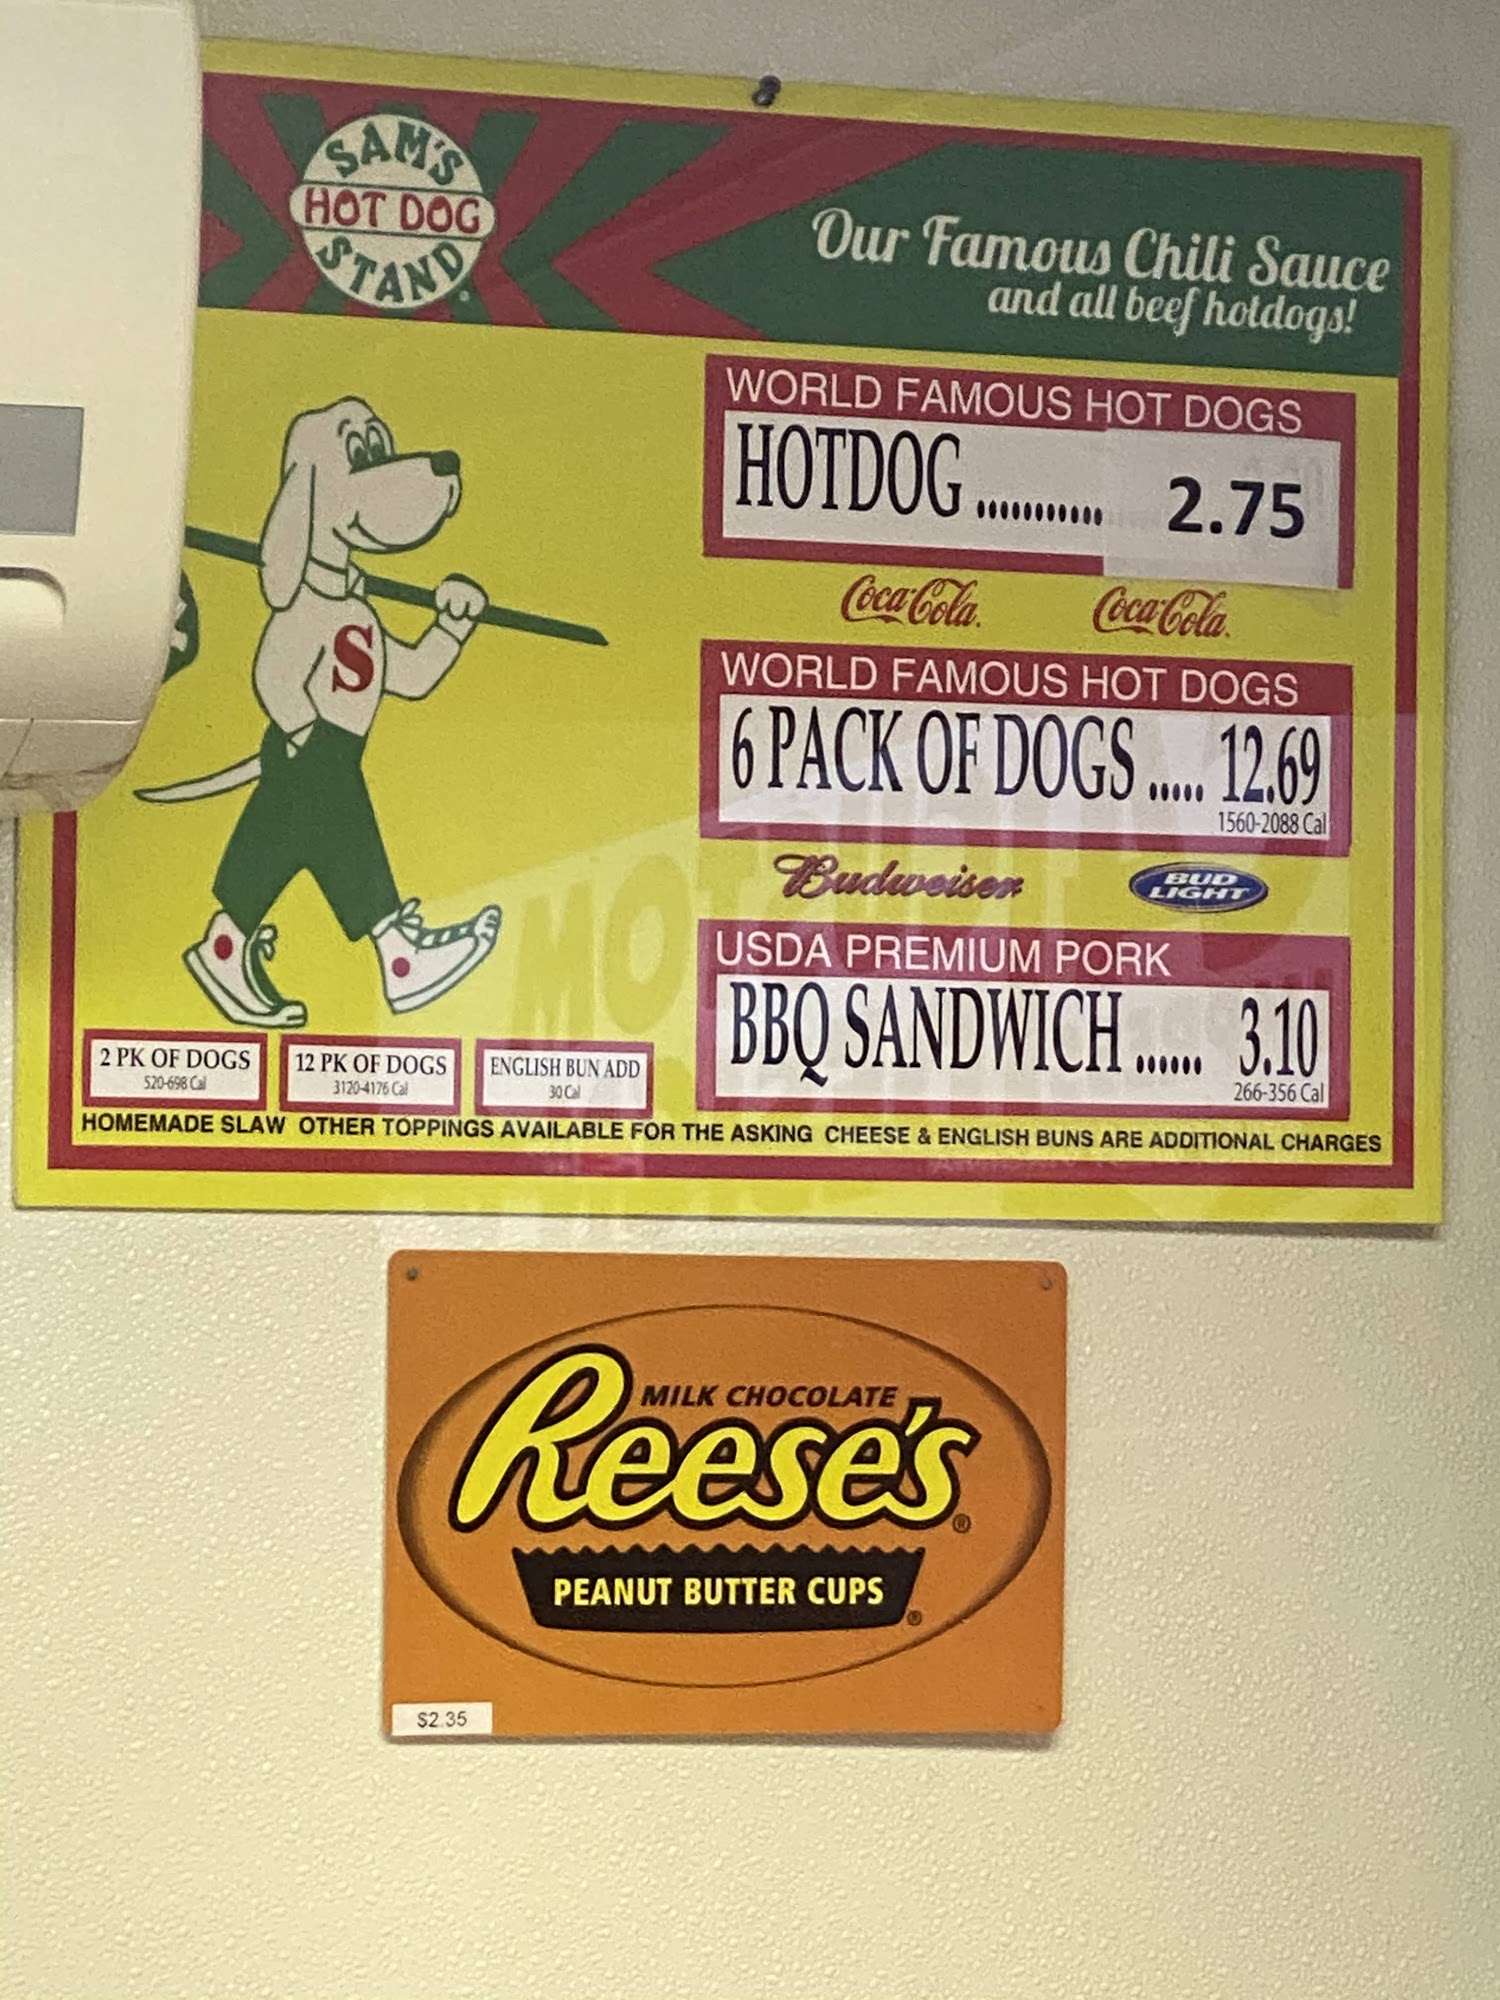 SAM'S
HOT DOG
STAND
Our Famous Chili Sauce
and all beef hotdogs!
WORLD FAMOUS HOT DOGS
HOTDOG ........... 2.75
Coca-Cola. Coca-Cola.
WORLD FAMOUS HOT DOGS
6 PACK OF DOGS ..... 12.69
1560-2088 Cal
Budweiser BUD LIGHT
USDA PREMIUM PORK
BBQ SANDWICH ...... 3.10
266-356 Cal
S
2 PK OF DOGS
520-698 Cal
12 PK OF DOGS
3120-4176 Cal
ENGLISH BUN ADD
30 Cal
HOMEMADE SLAW OTHER TOPPINGS AVAILABLE FOR THE ASKING CHEESE & ENGLISH BUNS ARE ADDITIONAL CHARGES
MILK CHOCOLATE
Reese's®
PEANUT BUTTER CUPS®
$2.35